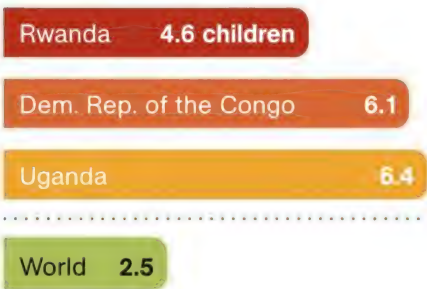 Rwanda 4.6 children
Dem. Rep. of the Congo 6.1
Uganda 6.4
World 2.5